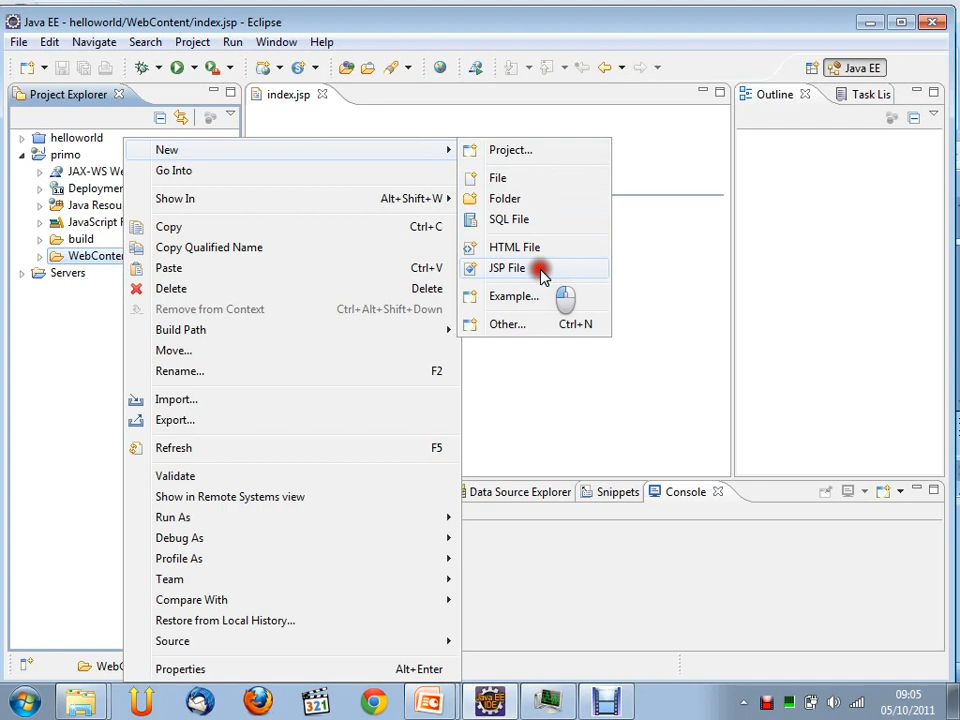 Java EE - helloworld/WebContent/index.jsp - Eclipse
File Edit Navigate Search Project Run Window Help
Java EE
Project Explorer
index.jsp
Outline
Task Lis
helloworld
primo
JAX-WS We
Deployme
Java Resou
JavaScript R
build
WebConte
Servers
New
Go Into
Show In Alt+Shift+W
Copy Ctrl+C
Copy Qualified Name
Paste Ctrl+V
Delete Delete
Remove from Context Ctrl+Alt+Shift+Down
Build Path
Move...
Rename... F2
Import...
Export...
Refresh F5
Validate
Show in Remote Systems view
Run As
Debug As
Profile As
Team
Compare With
Restore from Local History...
Source
Properties Alt+Enter
Project...
File
Folder
SQL File
HTML File
JSP File
Example...
Other... Ctrl+N
Data Source Explorer
Snippets
Console
WebC
321
Java EE
IDE
09:05
05/10/2011